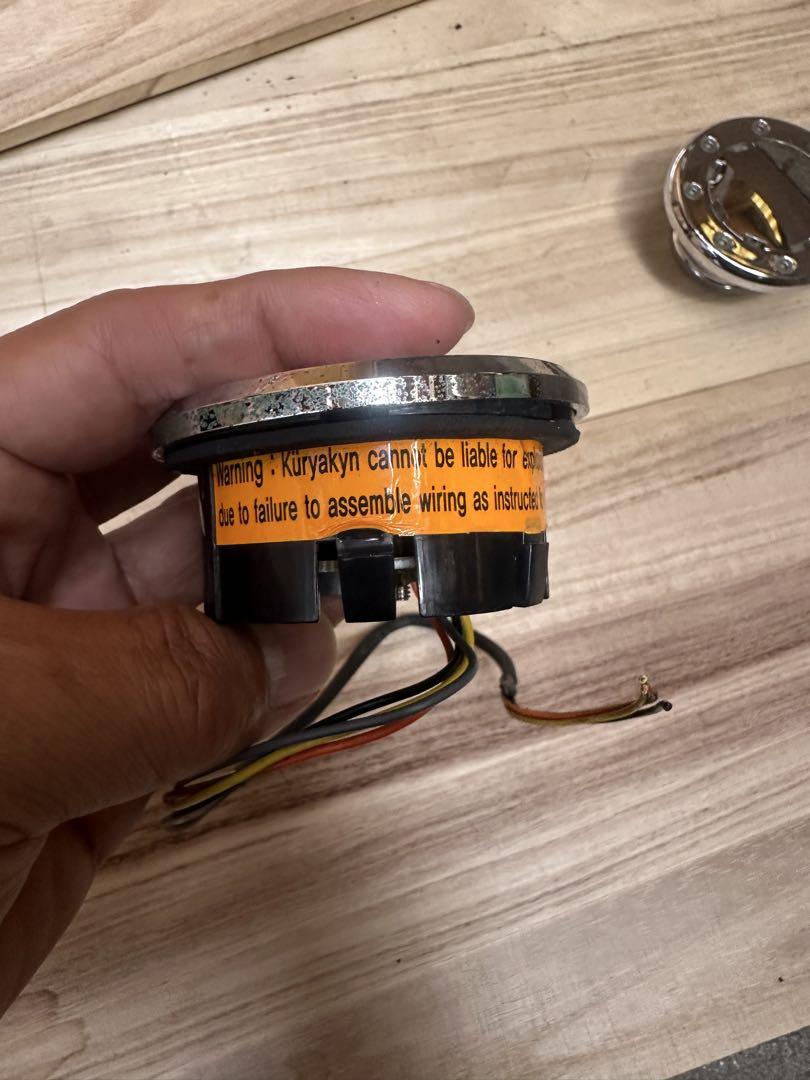 Warning : Küryakyn cannot be liable for
due to failure to assemble wiring as instructed